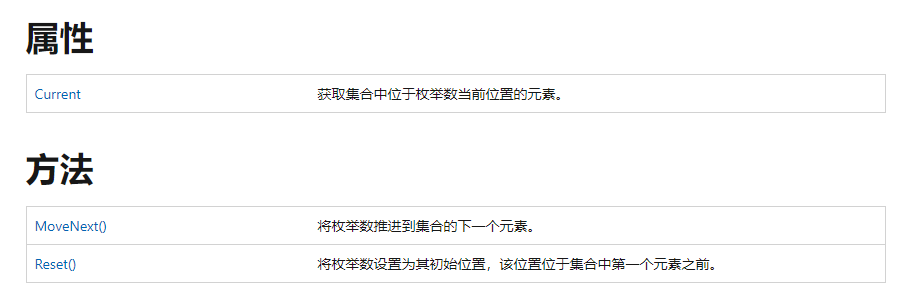 属性
Current 获取集合中位于枚举数当前位置的元素。
方法
MoveNext() 将枚举数推进到集合的下一个元素。
Reset() 将枚举数设置为其初始位置，该位置位于集合中第一个元素之前。